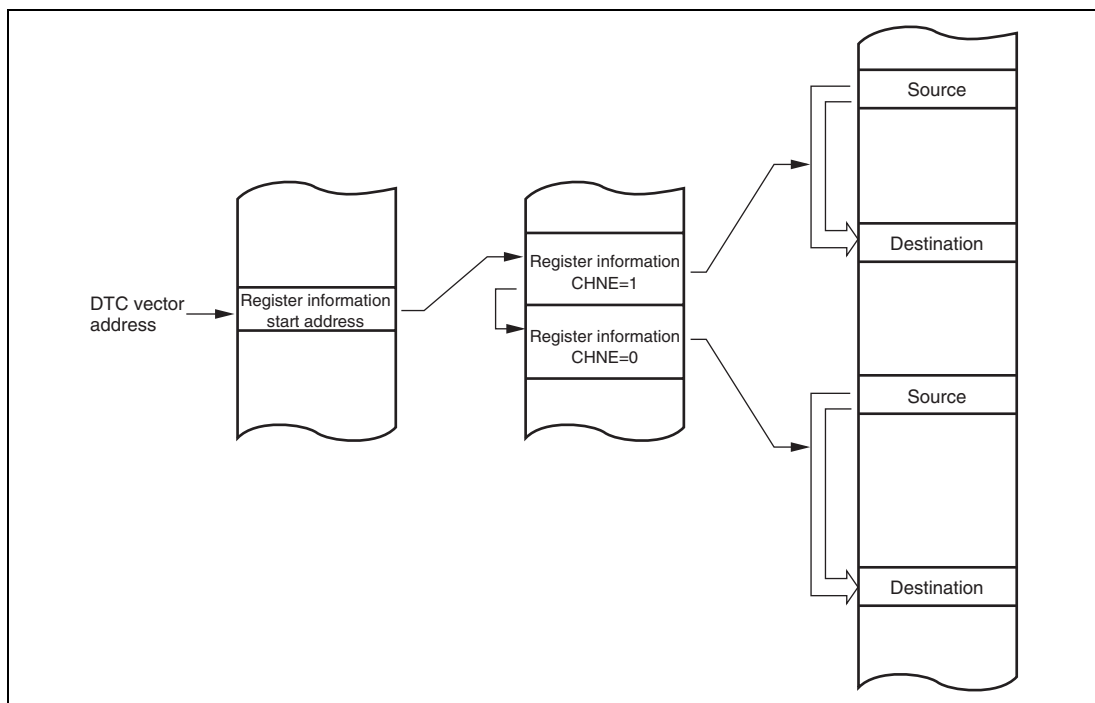 DTC vector
address
Register information
start address
Register information
CHNE=1
Register information
CHNE=0
Source
Destination
Source
Destination